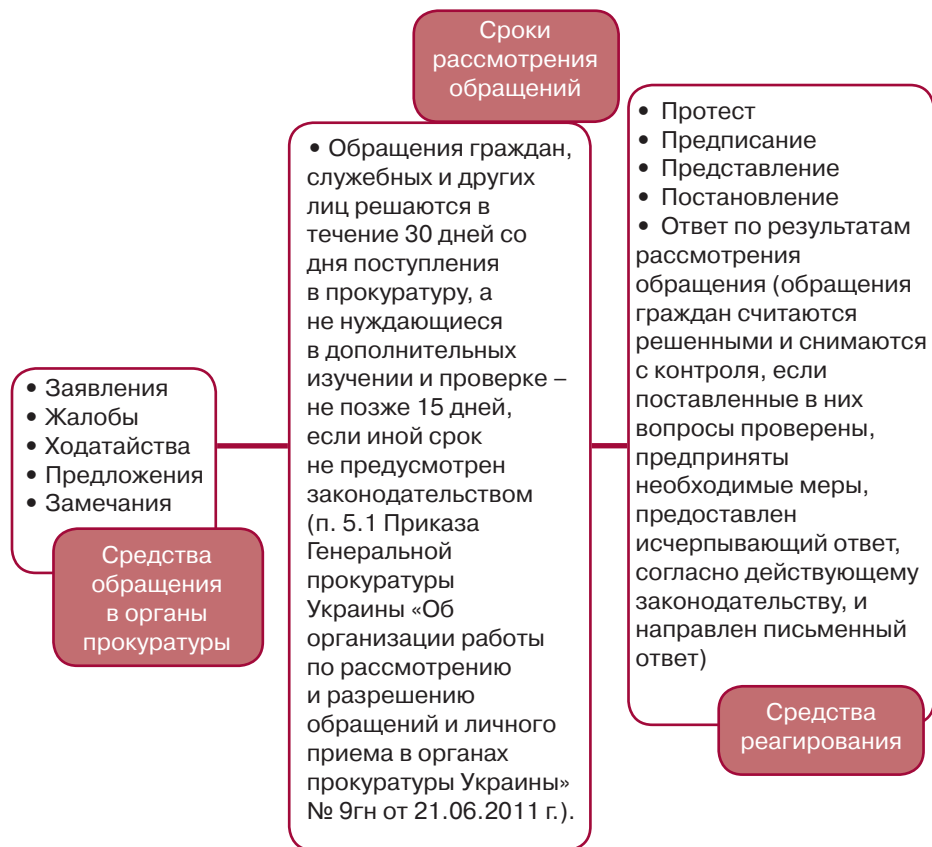 • Заявления
• Жалобы
• Ходатайства
• Предложения
• Замечания
Средства
обращения
в органы
прокуратуры
Сроки
рассмотрения
обращений
• Обращения граждан,
служебных и других
лиц решаются в
течение 30 дней со
дня поступления
в прокуратуру, а
не нуждающиеся
в дополнительных
изучении и проверке –
не позже 15 дней,
если иной срок
не предусмотрен
законодательством
(п. 5.1 Приказа
Генеральной
прокуратуры
Украины «Об
организации работы
по рассмотрению
и разрешению
обращений и личного
приема в органах
прокуратуры Украины»
№ 9гн от 21.06.2011 г.).
• Протест
• Предписание
• Представление
• Постановление
• Ответ по результатам
рассмотрения
обращения (обращения
граждан считаются
решенными и снимаются
с контроля, если
поставленные в них
вопросы проверены,
предприняты
необходимые меры,
предоставлен
исчерпывающий ответ,
согласно действующему
законодательству, и
направлен письменный
ответ)
Средства
реагирования